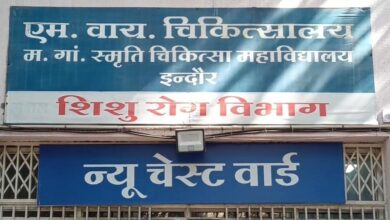 एम. वाय. चिकित्सालय
म. गां. स्मृति चिकित्सा महाविद्यालय
इन्दौर
शिशु रोग विभाग
न्यू चेस्ट वार्ड